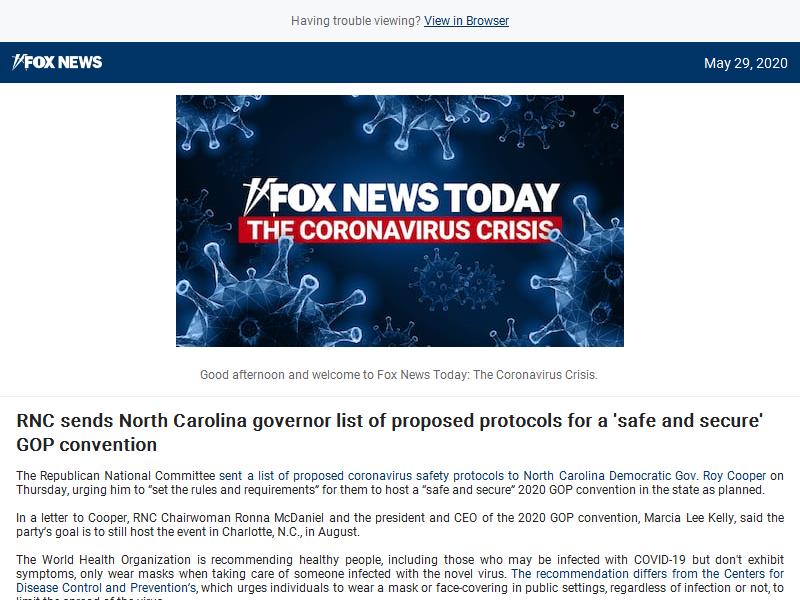 Having trouble viewing? View in Browser
FOX NEWS
May 29, 2020
FOX NEWS TODAY
THE CORONAVIRUS CRISIS
Good afternoon and welcome to Fox News Today: The Coronavirus Crisis.
RNC sends North Carolina governor list of proposed protocols for a 'safe and secure'
GOP convention
The Republican National Committee sent a list of proposed coronavirus safety protocols to North Carolina Democratic Gov. Roy Cooper on
Thursday, urging him to “set the rules and requirements” for them to host a “safe and secure” 2020 GOP convention in the state as planned.
In a letter to Cooper, RNC Chairwoman Ronna McDaniel and the president and CEO of the 2020 GOP convention, Marcia Lee Kelly, said the
party's goal is to still host the event in Charlotte, N.C., in August.
The World Health Organization is recommending healthy people, including those who may be infected with COVID-19 but don't exhibit
symptoms, only wear masks when taking care of someone infected with the novel virus. The recommendation differs from the Centers for
Disease Control and Prevention’s, which urges individuals to wear a mask or face-covering in public settings, regardless of infection or not, to
limit the spread of the virus.